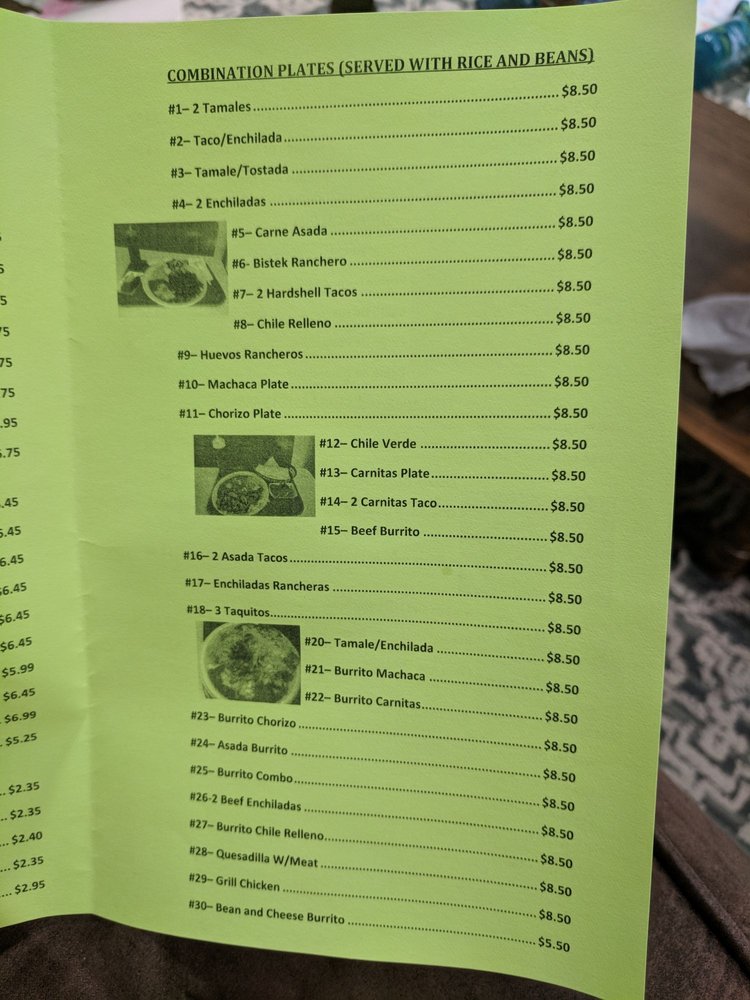 COMBINATION PLATES (SERVED WITH RICE AND BEANS)
#1– 2 Tamales $8.50
#2– Taco/Enchilada $8.50
#3– Tamale/Tostada $8.50
#4– 2 Enchiladas $8.50
#5– Carne Asada $8.50
#6- Bistek Ranchero $8.50
#7– 2 Hardshell Tacos $8.50
#8– Chile Relleno $8.50
#9– Huevos Rancheros $8.50
#10– Machaca Plate $8.50
#11– Chorizo Plate $8.50
#12– Chile Verde $8.50
#13– Carnitas Plate $8.50
#14– 2 Carnitas Taco $8.50
#15– Beef Burrito $8.50
#16– 2 Asada Tacos $8.50
#17– Enchiladas Rancheras $8.50
#18– 3 Taquitos $8.50
#20– Tamale/Enchilada $8.50
#21– Burrito Machaca $8.50
#22– Burrito Carnitas $8.50
#23– Burrito Chorizo $8.50
#24– Asada Burrito $8.50
#25– Burrito Combo $8.50
#26-2 Beef Enchiladas $8.50
#27– Burrito Chile Relleno $8.50
#28– Quesadilla W/Meat $8.50
#29– Grill Chicken $8.50
#30– Bean and Cheese Burrito $5.50
$6.45
$6.45
$6.45
$5.99
$6.45
$6.99
$5.25
$2.35
$2.35
$2.40
$2.35
$2.95